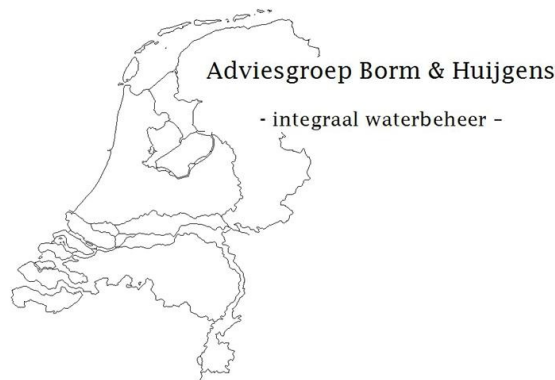 Adviesgroep Borm & Huijgens
- integraal waterbeheer -